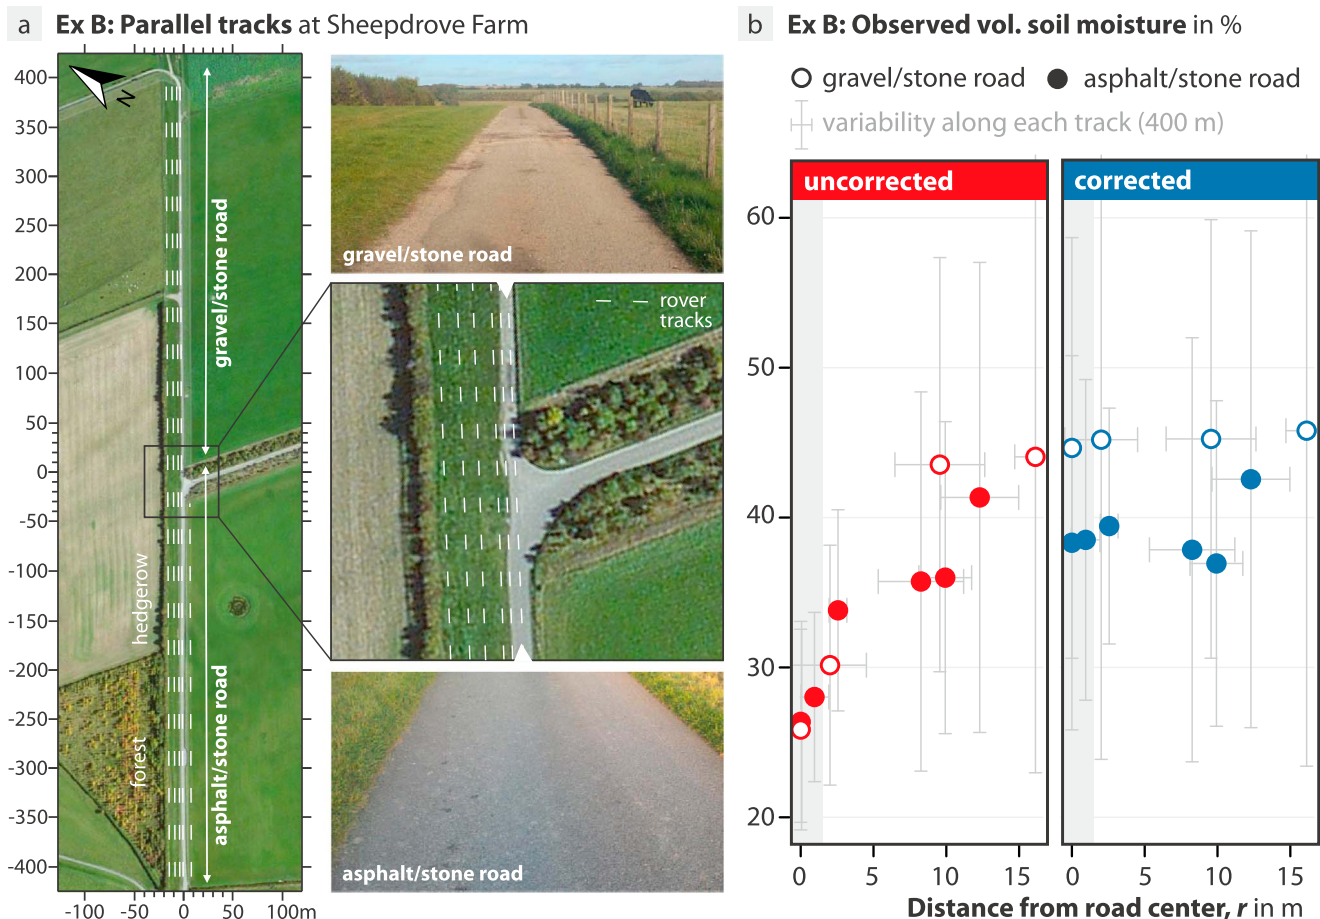 a Ex B: Parallel tracks at Sheepdrove Farm
N
400
350
300
250
200
150
100
50
0
-50
-100
-150
-200
-250
-300
-350
-400
-100 -50 0 50 100m
gravel/stone road
asphalt/stone road
hedgerow
forest
gravel/stone road
rover
tracks
asphalt/stone road
b Ex B: Observed vol. soil moisture in %
gravel/stone road asphalt/stone road
variability along each track (400 m)
uncorrected corrected
60
50
40
30
20
0 5 10 15 0 5 10 15
Distance from road center, r in m